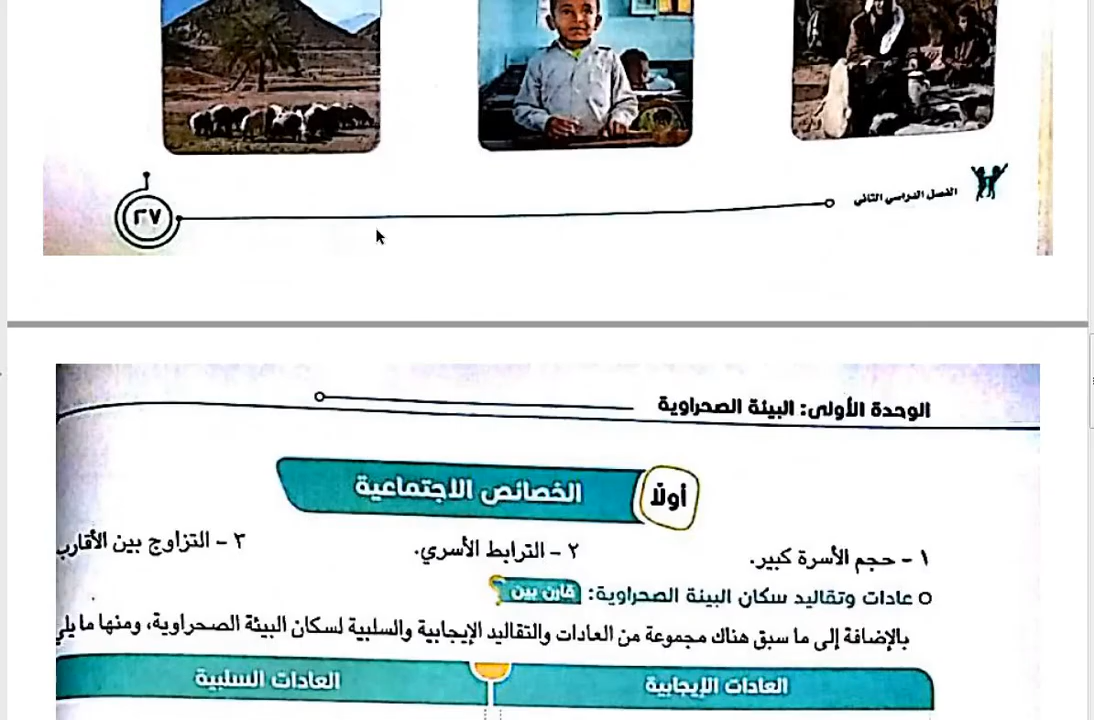 الفصل الدراسي الثاني
٢٧
الوحدة الأولى: البيئة الصحراوية
أولًا
الخصائص الاجتماعية
١ - حجم الأسرة كبير.
٢ - الترابط الأسري.
٣ - التزاوج بين الأقارب
عادات وتقاليد سكان البيئة الصحراوية: قارن بين
بالإضافة إلى ما سبق هناك مجموعة من العادات والتقاليد الإيجابية والسلبية لسكان البيئة الصحراوية، ومنها ما يلي
العادات الإيجابية
العادات السلبية